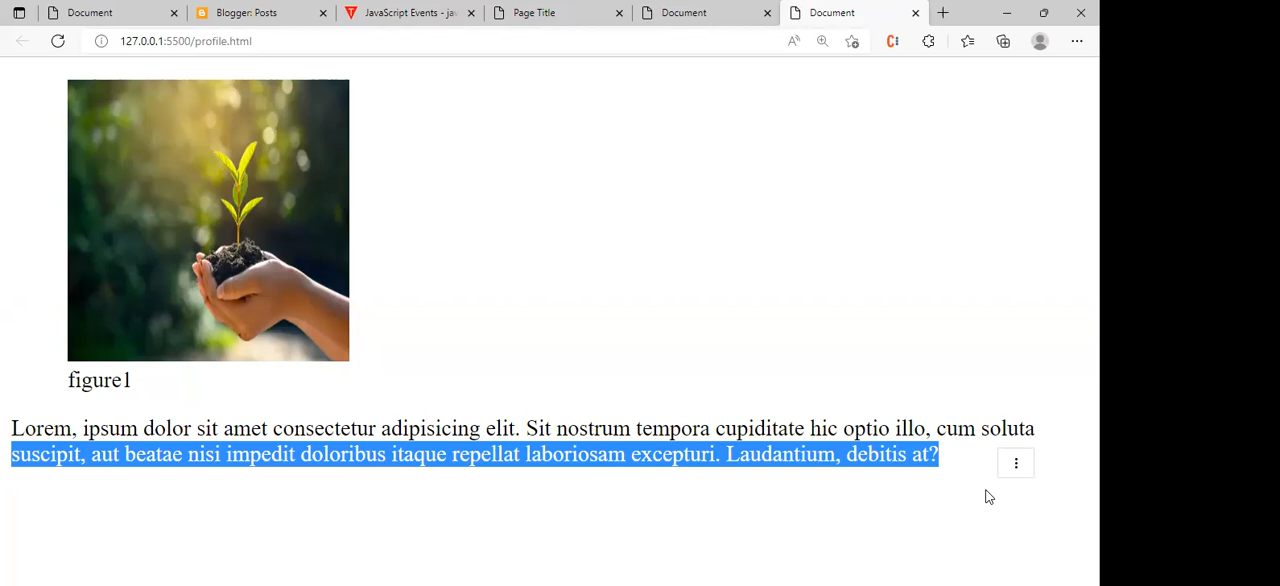 Document
Blogger: Posts
JavaScript Events - jav
Page Title
Document
Document
127.0.0.1:5500/profile.html
figure1
Lorem, ipsum dolor sit amet consectetur adipisicing elit. Sit nostrum tempora cupiditate hic optio illo, cum soluta
suscipit, aut beatae nisi impedit doloribus itaque repellat laboriosam excepturi. Laudantium, debitis at?